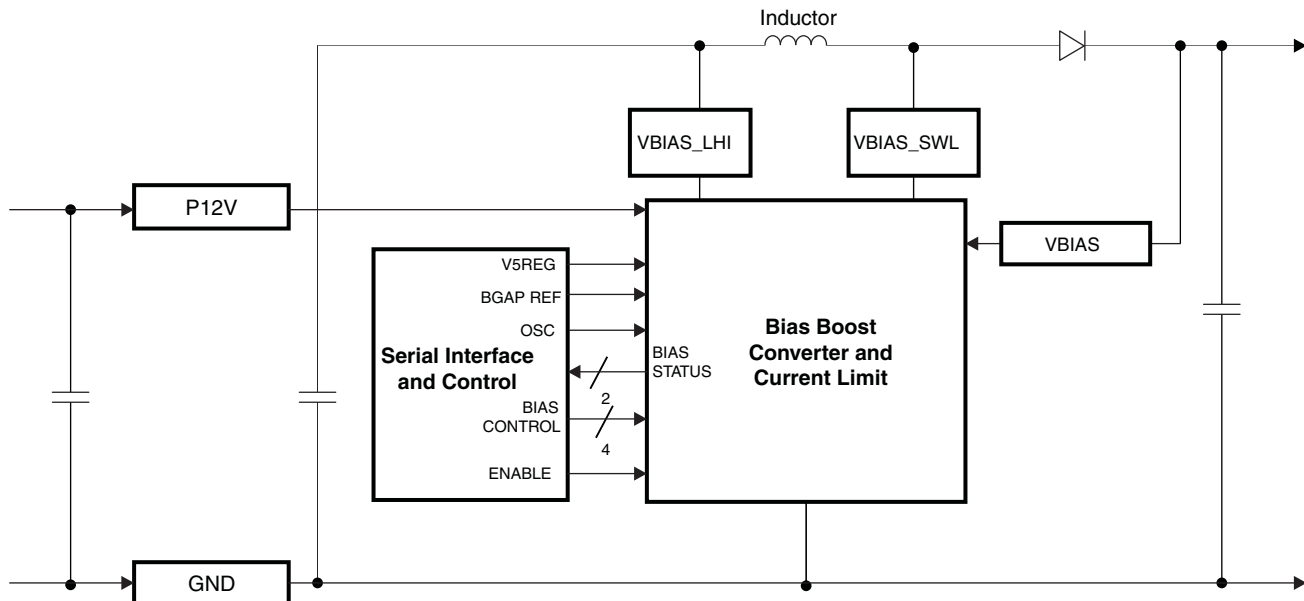 Inductor
VBIAS_LHI
VBIAS_SWL
P12V
VBIAS
V5REG
BGAP REF
OSC
Serial Interface
and Control
BIAS
STATUS
2
BIAS
CONTROL
4
ENABLE
Bias Boost
Converter and
Current Limit
GND